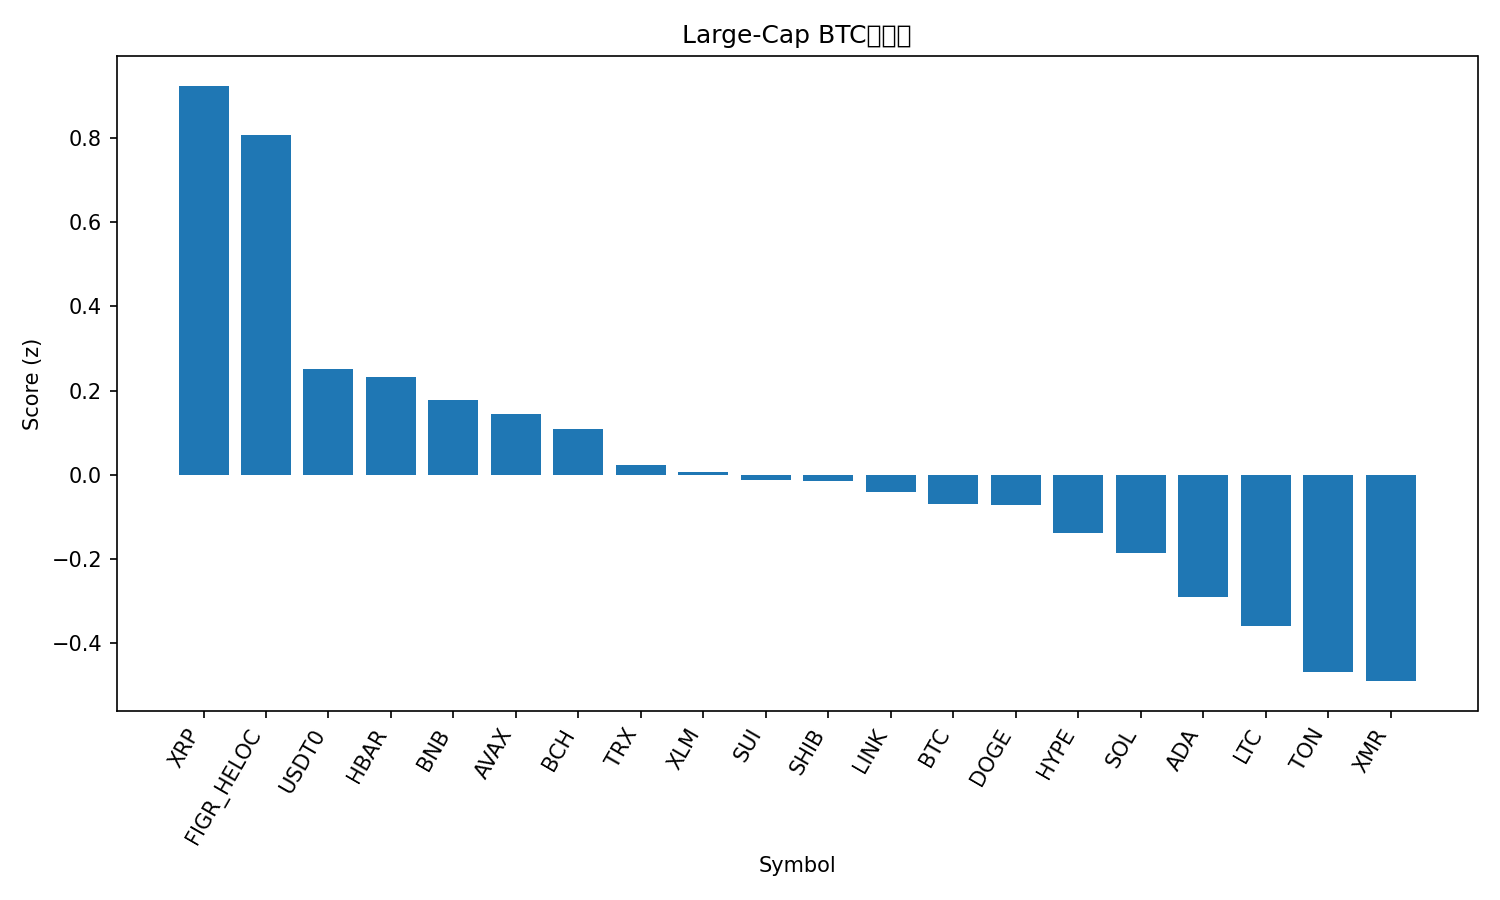 Large-Cap BTC
0.8
0.6
0.4
0.2
0.0
−0.2
−0.4
Score (z)
XRP
FIGR_HELOC
USDT0
HBAR
BNB
AVAX
BCH
TRX
XLM
SUI
SHIB
LINK
BTC
DOGE
HYPE
SOL
ADA
LTC
TON
XMR
Symbol